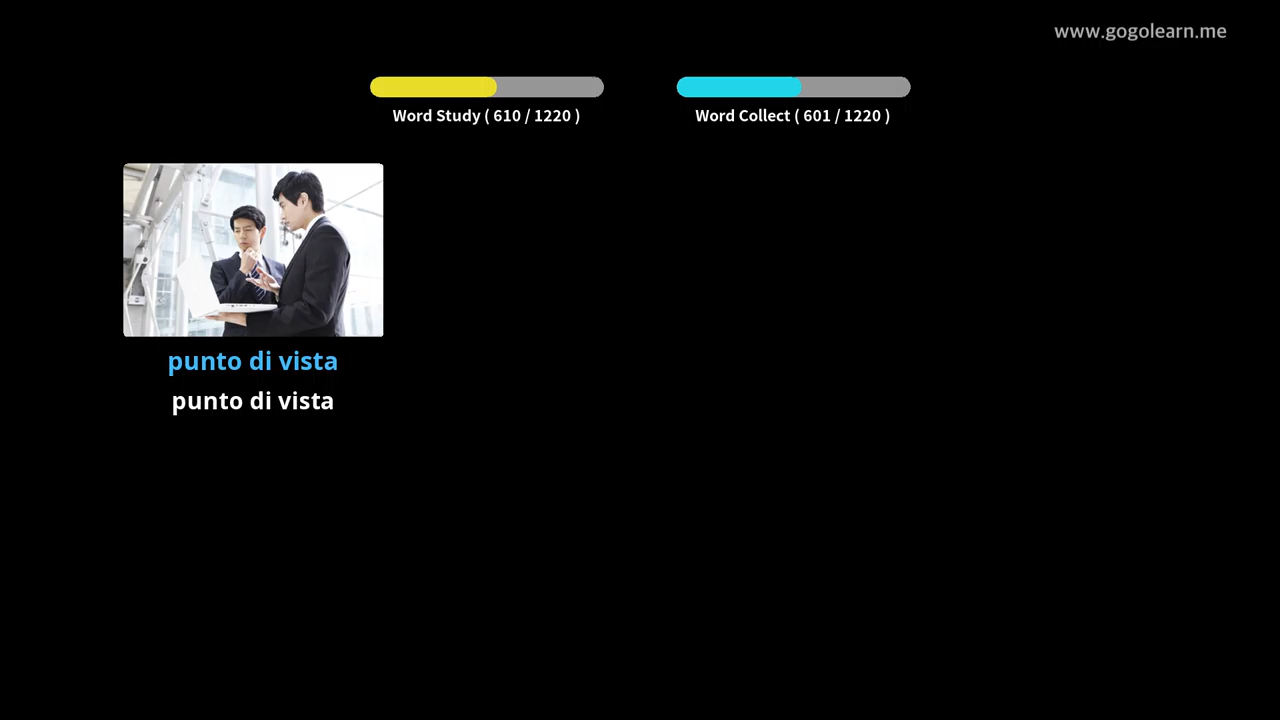 www.gogolearn.me
Word Study ( 610 / 1220 )
Word Collect ( 601 / 1220 )
punto di vista
punto di vista